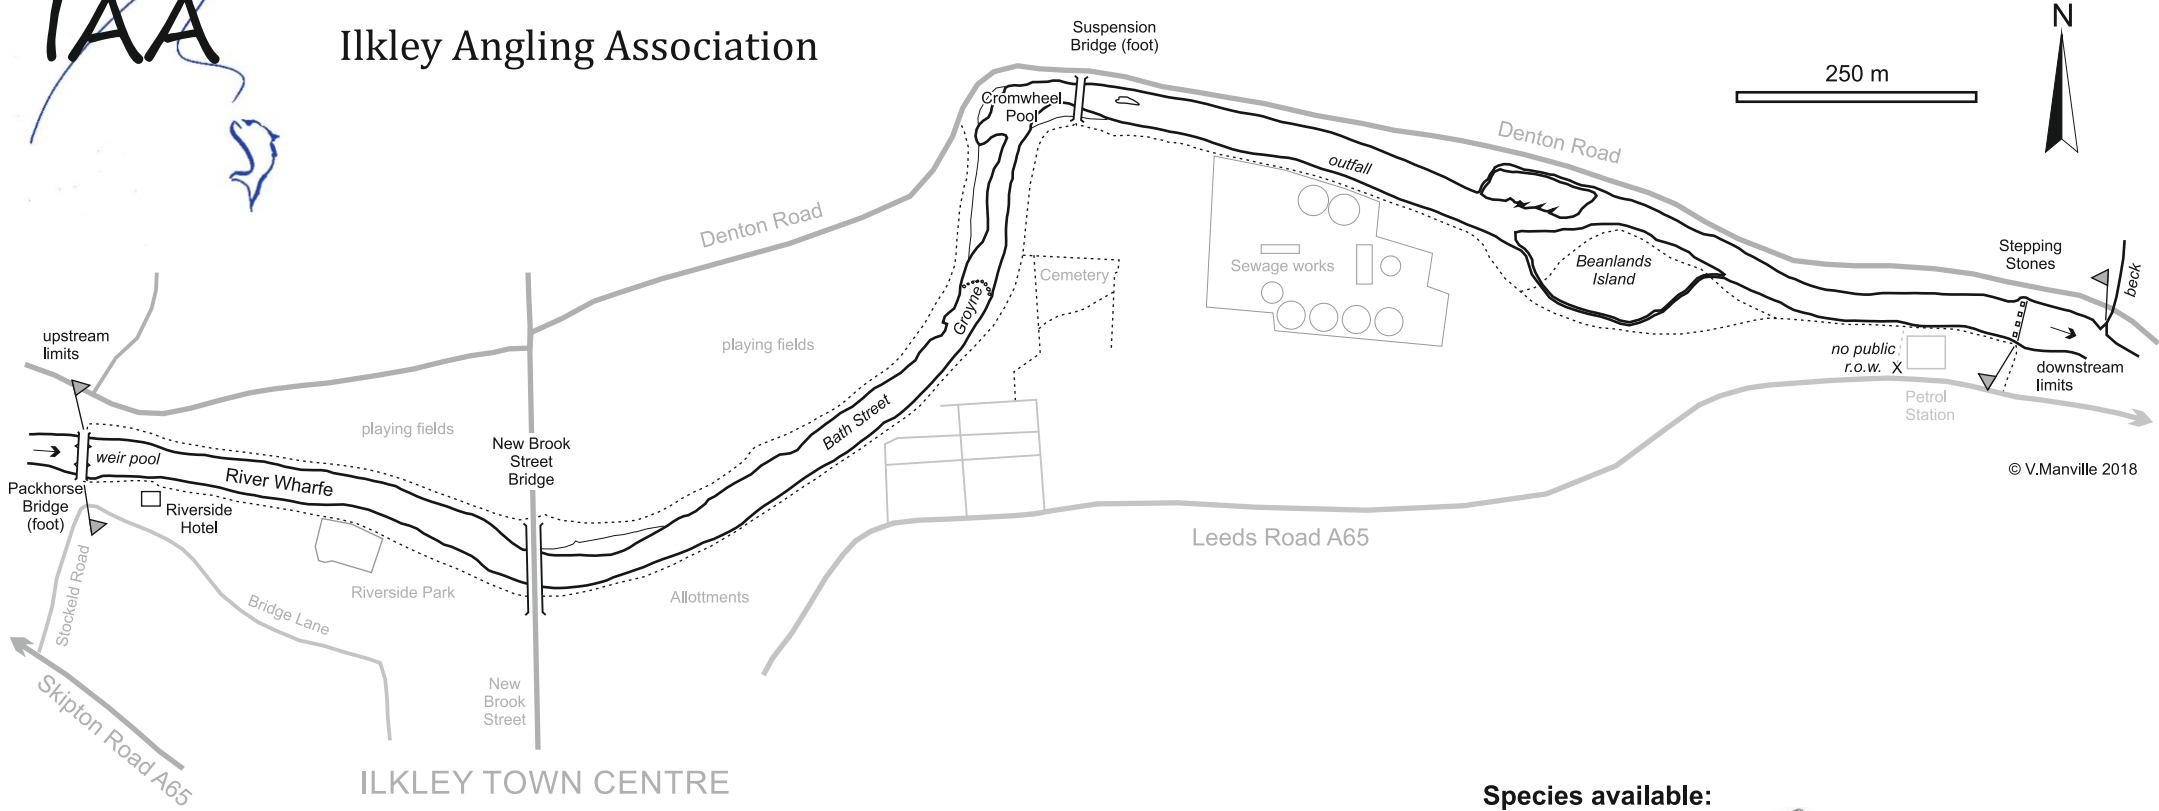 IAA
Ilkley Angling Association
Suspension
Bridge (foot)
N
250 m
Cromwheel
Pool
Denton Road
outfall
Denton Road
Stepping
Stones
beck
Cemetery
Sewage works
Beanlands
Island
Groyne
upstream
limits
playing fields
no public
r.o.w. X
downstream
limits
Petrol
Station
playing fields
Bath Street
New Brook
Street
Bridge
weir pool
River Wharfe
© V.Manville 2018
Packhorse
Bridge
(foot)
Riverside
Hotel
Leeds Road A65
Stockeld Road
Riverside Park
Allottments
Bridge Lane
New
Brook
Street
Skipton Road A65
ILKLEY TOWN CENTRE
Species available: